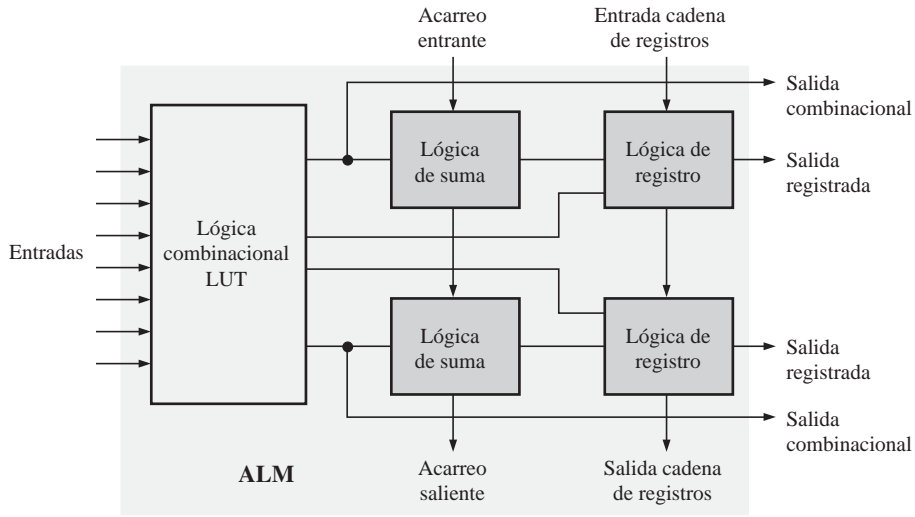 Acarreo
entrante
Entrada cadena
de registros
Salida
combinacional
Lógica
de suma
Lógica de
registro
Salida
registrada
Entradas
Lógica
combinacional
LUT
Lógica
de suma
Lógica de
registro
Salida
registrada
Salida
combinacional
ALM
Acarreo
saliente
Salida cadena
de registros